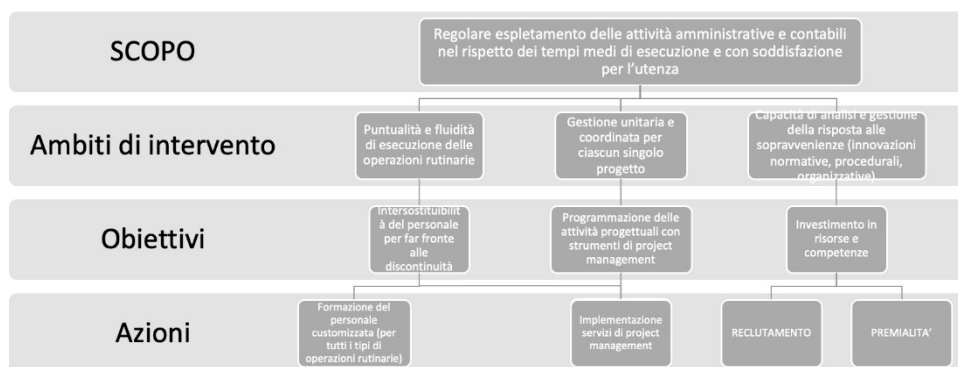 SCOPO
Regolare espletamento delle attività amministrative e contabili
nel rispetto dei tempi medi di esecuzione e con soddisfazione
per l'utenza
Ambiti di intervento
Puntualità e fluidità
di esecuzione delle
operazioni rutinarie
Gestione unitaria e
coordinata per
ciascun singolo
progetto
Capacità di analisi e gestione
della risposta alle
sopravvenienze (innovazioni
normative, procedurali,
organizzative)
Obiettivi
Intersostituibilit
à del personale
per far fronte
alle
discontinuità
Programmazione delle
attività progettuali con
strumenti di project
management
Investimento in
risorse e
competenze
Azioni
Formazione del
personale
customizzata (per
tutti i tipi di
operazioni rutinarie)
Implementazione
servizi di project
management
RECLUTAMENTO
PREMIALITA'